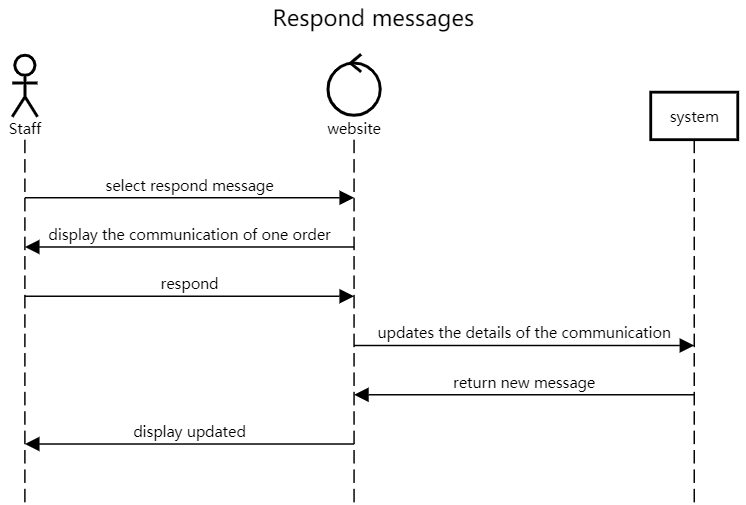 Respond messages
Staff
website
system
select respond message
display the communication of one order
respond
updates the details of the communication
return new message
display updated